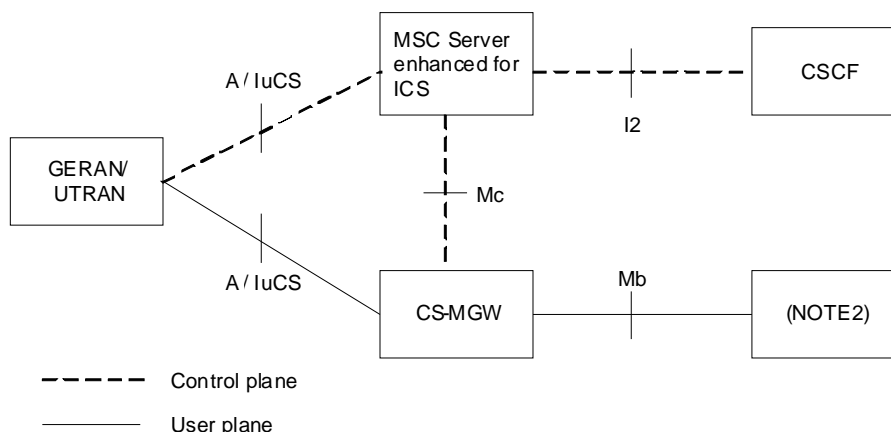 MSC Server
enhanced for
ICS
A / IuCS
CSCF
I2
GERAN/
UTRAN
Mc
A / IuCS
Mb
CS-MGW
(NOTE2)
Control plane
User plane